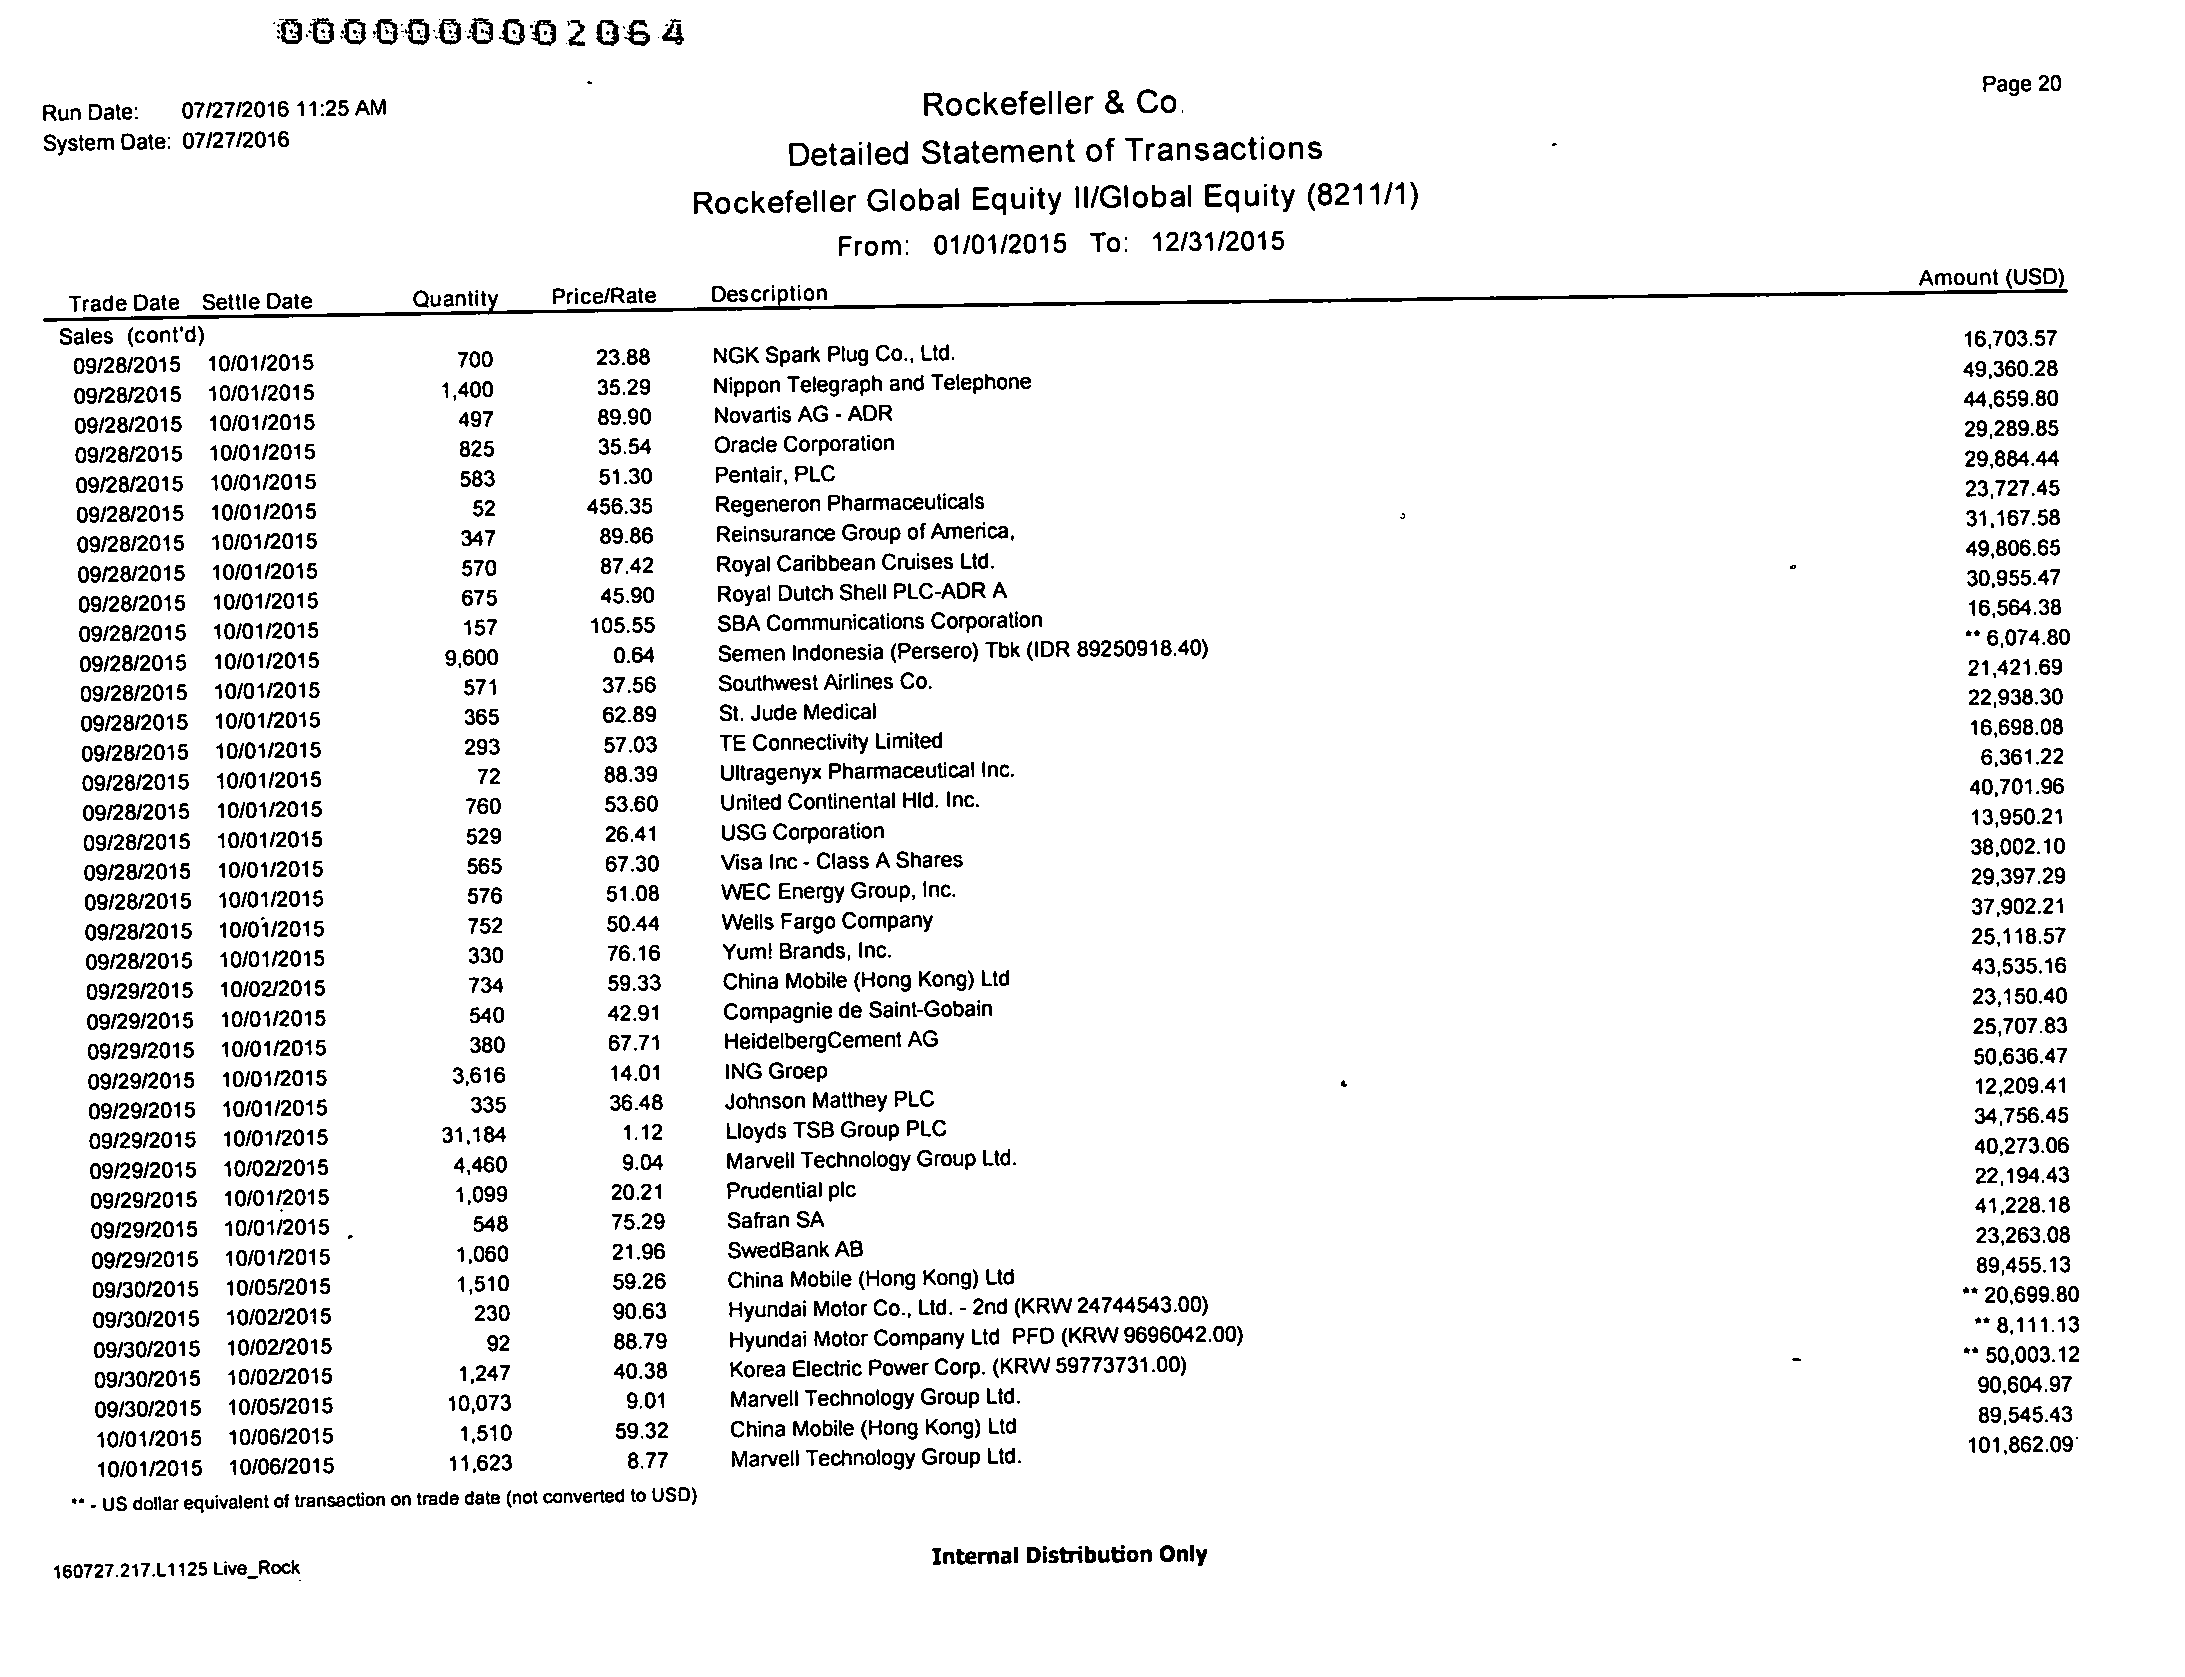 000000002064
Page 20
Run Date: 07/27/2016 11:25 AM
System Date: 07/27/2016
Rockefeller & Co.
Detailed Statement of Transactions
Rockefeller Global Equity II/Global Equity (8211/1)
From: 01/01/2015 To: 12/31/2015
Trade Date Settle Date Quantity Price/Rate Description Amount (USD)
Sales (cont'd)
09/28/2015 10/01/2015 700 23.88 NGK Spark Plug Co., Ltd. 16,703.57
09/28/2015 10/01/2015 1,400 35.29 Nippon Telegraph and Telephone 49,360.28
09/28/2015 10/01/2015 497 89.90 Novartis AG - ADR 44,659.80
09/28/2015 10/01/2015 825 35.54 Oracle Corporation 29,289.85
09/28/2015 10/01/2015 583 51.30 Pentair, PLC 29,884.44
09/28/2015 10/01/2015 52 456.35 Regeneron Pharmaceuticals 23,727.45
09/28/2015 10/01/2015 347 89.86 Reinsurance Group of America, 31,167.58
09/28/2015 10/01/2015 570 87.42 Royal Caribbean Cruises Ltd. 49,806.65
09/28/2015 10/01/2015 675 45.90 Royal Dutch Shell PLC-ADR A 30,955.47
09/28/2015 10/01/2015 157 105.55 SBA Communications Corporation 16,564.38
09/28/2015 10/01/2015 9,600 0.64 Semen Indonesia (Persero) Tbk (IDR 89250918.40) ** 6,074.80
09/28/2015 10/01/2015 571 37.56 Southwest Airlines Co. 21,421.69
09/28/2015 10/01/2015 365 62.89 St. Jude Medical 22,938.30
09/28/2015 10/01/2015 293 57.03 TE Connectivity Limited 16,698.08
09/28/2015 10/01/2015 72 88.39 Ultragenyx Pharmaceutical Inc. 6,361.22
09/28/2015 10/01/2015 760 53.60 United Continental Hld. Inc. 40,701.96
09/28/2015 10/01/2015 529 26.41 USG Corporation 13,950.21
09/28/2015 10/01/2015 565 67.30 Visa Inc - Class A Shares 38,002.10
09/28/2015 10/01/2015 576 51.08 WEC Energy Group, Inc. 29,397.29
09/28/2015 10/01/2015 752 50.44 Wells Fargo Company 37,902.21
09/28/2015 10/01/2015 330 76.16 Yum! Brands, Inc. 25,118.57
09/29/2015 10/02/2015 734 59.33 China Mobile (Hong Kong) Ltd 43,535.16
09/29/2015 10/01/2015 540 42.91 Compagnie de Saint-Gobain 23,150.40
09/29/2015 10/01/2015 380 67.71 HeidelbergCement AG 25,707.83
09/29/2015 10/01/2015 3,616 14.01 ING Groep 50,636.47
09/29/2015 10/01/2015 335 36.48 Johnson Matthey PLC 12,209.41
09/29/2015 10/01/2015 31,184 1.12 Lloyds TSB Group PLC 34,756.45
09/29/2015 10/02/2015 4,460 9.04 Marvell Technology Group Ltd. 40,273.06
09/29/2015 10/01/2015 1,099 20.21 Prudential plc 22,194.43
09/29/2015 10/01/2015 548 75.29 Safran SA 41,228.18
09/29/2015 10/01/2015 1,060 21.96 SwedBank AB 23,263.08
09/30/2015 10/05/2015 1,510 59.26 China Mobile (Hong Kong) Ltd 89,455.13
09/30/2015 10/02/2015 230 90.63 Hyundai Motor Co., Ltd. - 2nd (KRW 24744543.00) ** 20,699.80
09/30/2015 10/02/2015 92 88.79 Hyundai Motor Company Ltd PFD (KRW 9696042.00) ** 8,111.13
09/30/2015 10/02/2015 1,247 40.38 Korea Electric Power Corp. (KRW 59773731.00) ** 50,003.12
09/30/2015 10/05/2015 10,073 9.01 Marvell Technology Group Ltd. 90,604.97
10/01/2015 10/06/2015 1,510 59.32 China Mobile (Hong Kong) Ltd 89,545.43
10/01/2015 10/06/2015 11,623 8.77 Marvell Technology Group Ltd. 101,862.09
** - US dollar equivalent of transaction on trade date (not converted to USD)
Internal Distribution Only
160727.217.L1125 Live_Rock